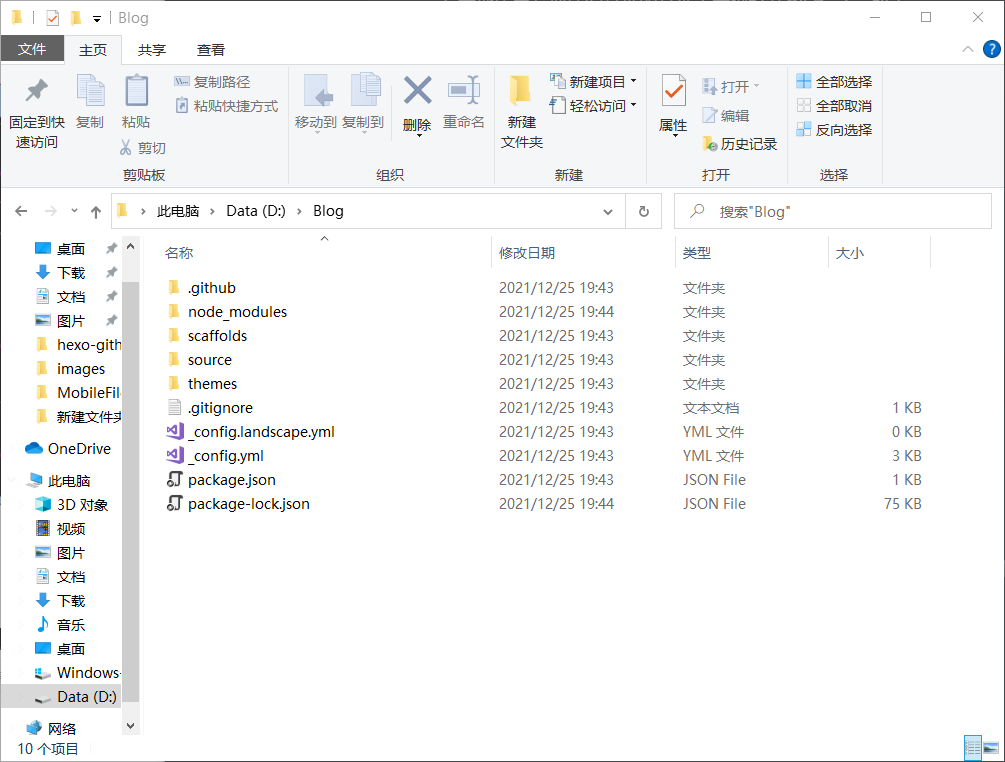 Blog
文件 主页 共享 查看
固定到快速访问
复制
粘贴
复制路径
粘贴快捷方式
剪切
剪贴板
移动到
复制到
删除
重命名
组织
新建文件夹
新建项目
轻松访问
新建
属性
打开
编辑
历史记录
打开
全部选择
全部取消
反向选择
选择
此电脑 › Data (D:) › Blog
搜索"Blog"
桌面
下载
文档
图片
hexo-gith
images
MobileFil
新建文件夹
OneDrive
此电脑
3D 对象
视频
图片
文档
下载
音乐
桌面
Windows-
Data (D:)
网络
名称 修改日期 类型 大小
.github 2021/12/25 19:43 文件夹
node_modules 2021/12/25 19:44 文件夹
scaffolds 2021/12/25 19:43 文件夹
source 2021/12/25 19:43 文件夹
themes 2021/12/25 19:43 文件夹
.gitignore 2021/12/25 19:43 文本文档 1 KB
_config.landscape.yml 2021/12/25 19:43 YML 文件 0 KB
_config.yml 2021/12/25 19:43 YML 文件 3 KB
package.json 2021/12/25 19:43 JSON File 1 KB
package-lock.json 2021/12/25 19:44 JSON File 75 KB
10 个项目